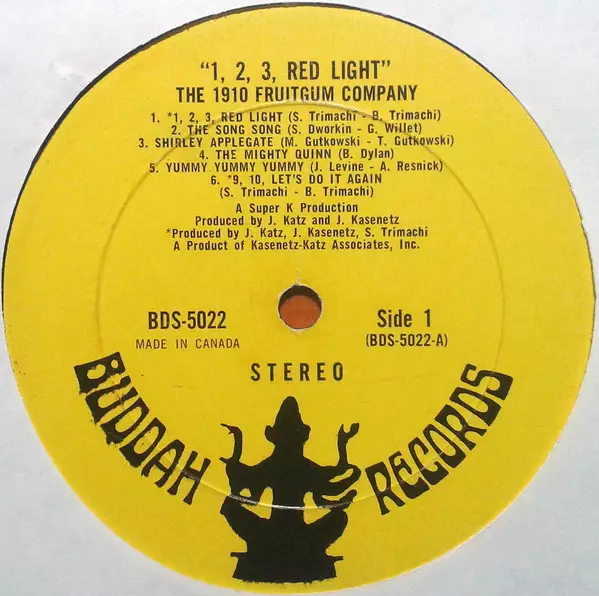 "1, 2, 3, RED LIGHT"
THE 1910 FRUITGUM COMPANY
1. *1, 2, 3, RED LIGHT (S. Trimachi - B. Trimachi)
2. THE SONG SONG (S. Dworkin - G. Willet)
3. SHIRLEY APPLEGATE (M. Gutkowski - T. Gutkowski)
4. THE MIGHTY QUINN (B. Dylan)
5. YUMMY YUMMY YUMMY (J. Levine - A. Resnick)
6. *9, 10, LET'S DO IT AGAIN
(S. Trimachi - B. Trimachi)
A Super K Production
Produced by J. Katz and J. Kasenetz
*Produced by J. Katz, J. Kasenetz, S. Trimachi
A Product of Kasenetz-Katz Associates, Inc.
BDS-5022
MADE IN CANADA
Side 1
(BDS-5022-A)
STEREO
BUDDAH RECORDS